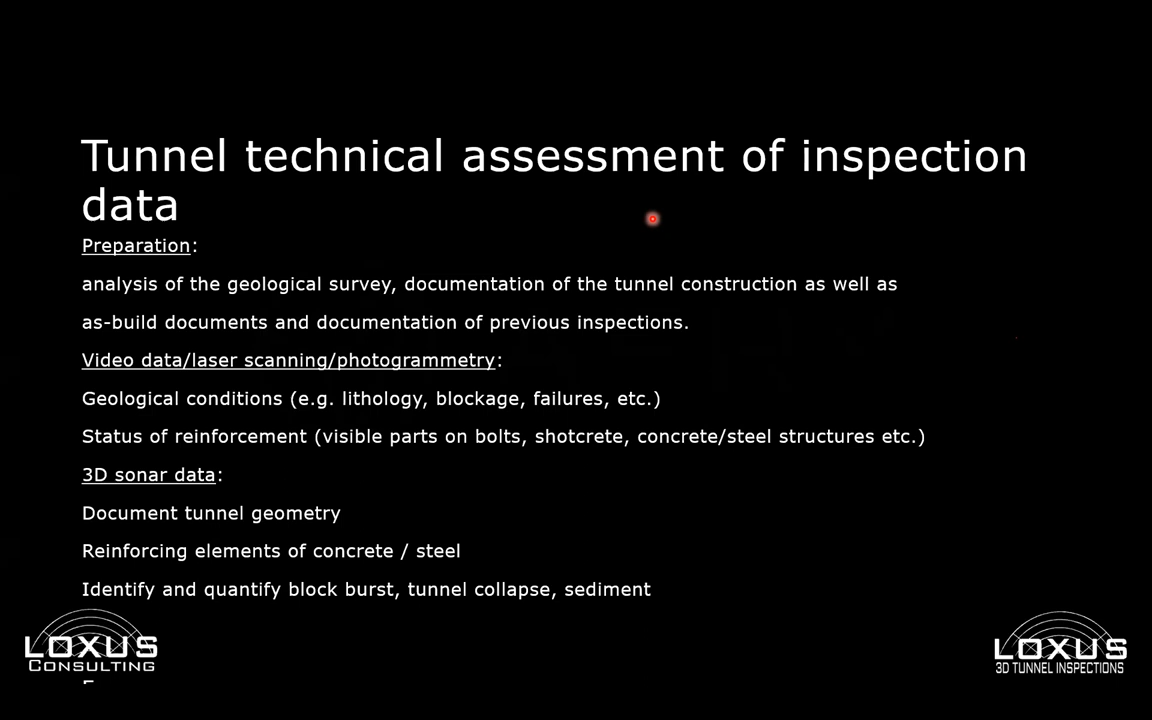 Tunnel technical assessment of inspection
data
Preparation:
analysis of the geological survey, documentation of the tunnel construction as well as
as-build documents and documentation of previous inspections.
Video data/laser scanning/photogrammetry:
Geological conditions (e.g. lithology, blockage, failures, etc.)
Status of reinforcement (visible parts on bolts, shotcrete, concrete/steel structures etc.)
3D sonar data:
Document tunnel geometry
Reinforcing elements of concrete / steel
Identify and quantify block burst, tunnel collapse, sediment
LOXUS
CONSULTING
LOXUS
3D TUNNEL INSPECTIONS